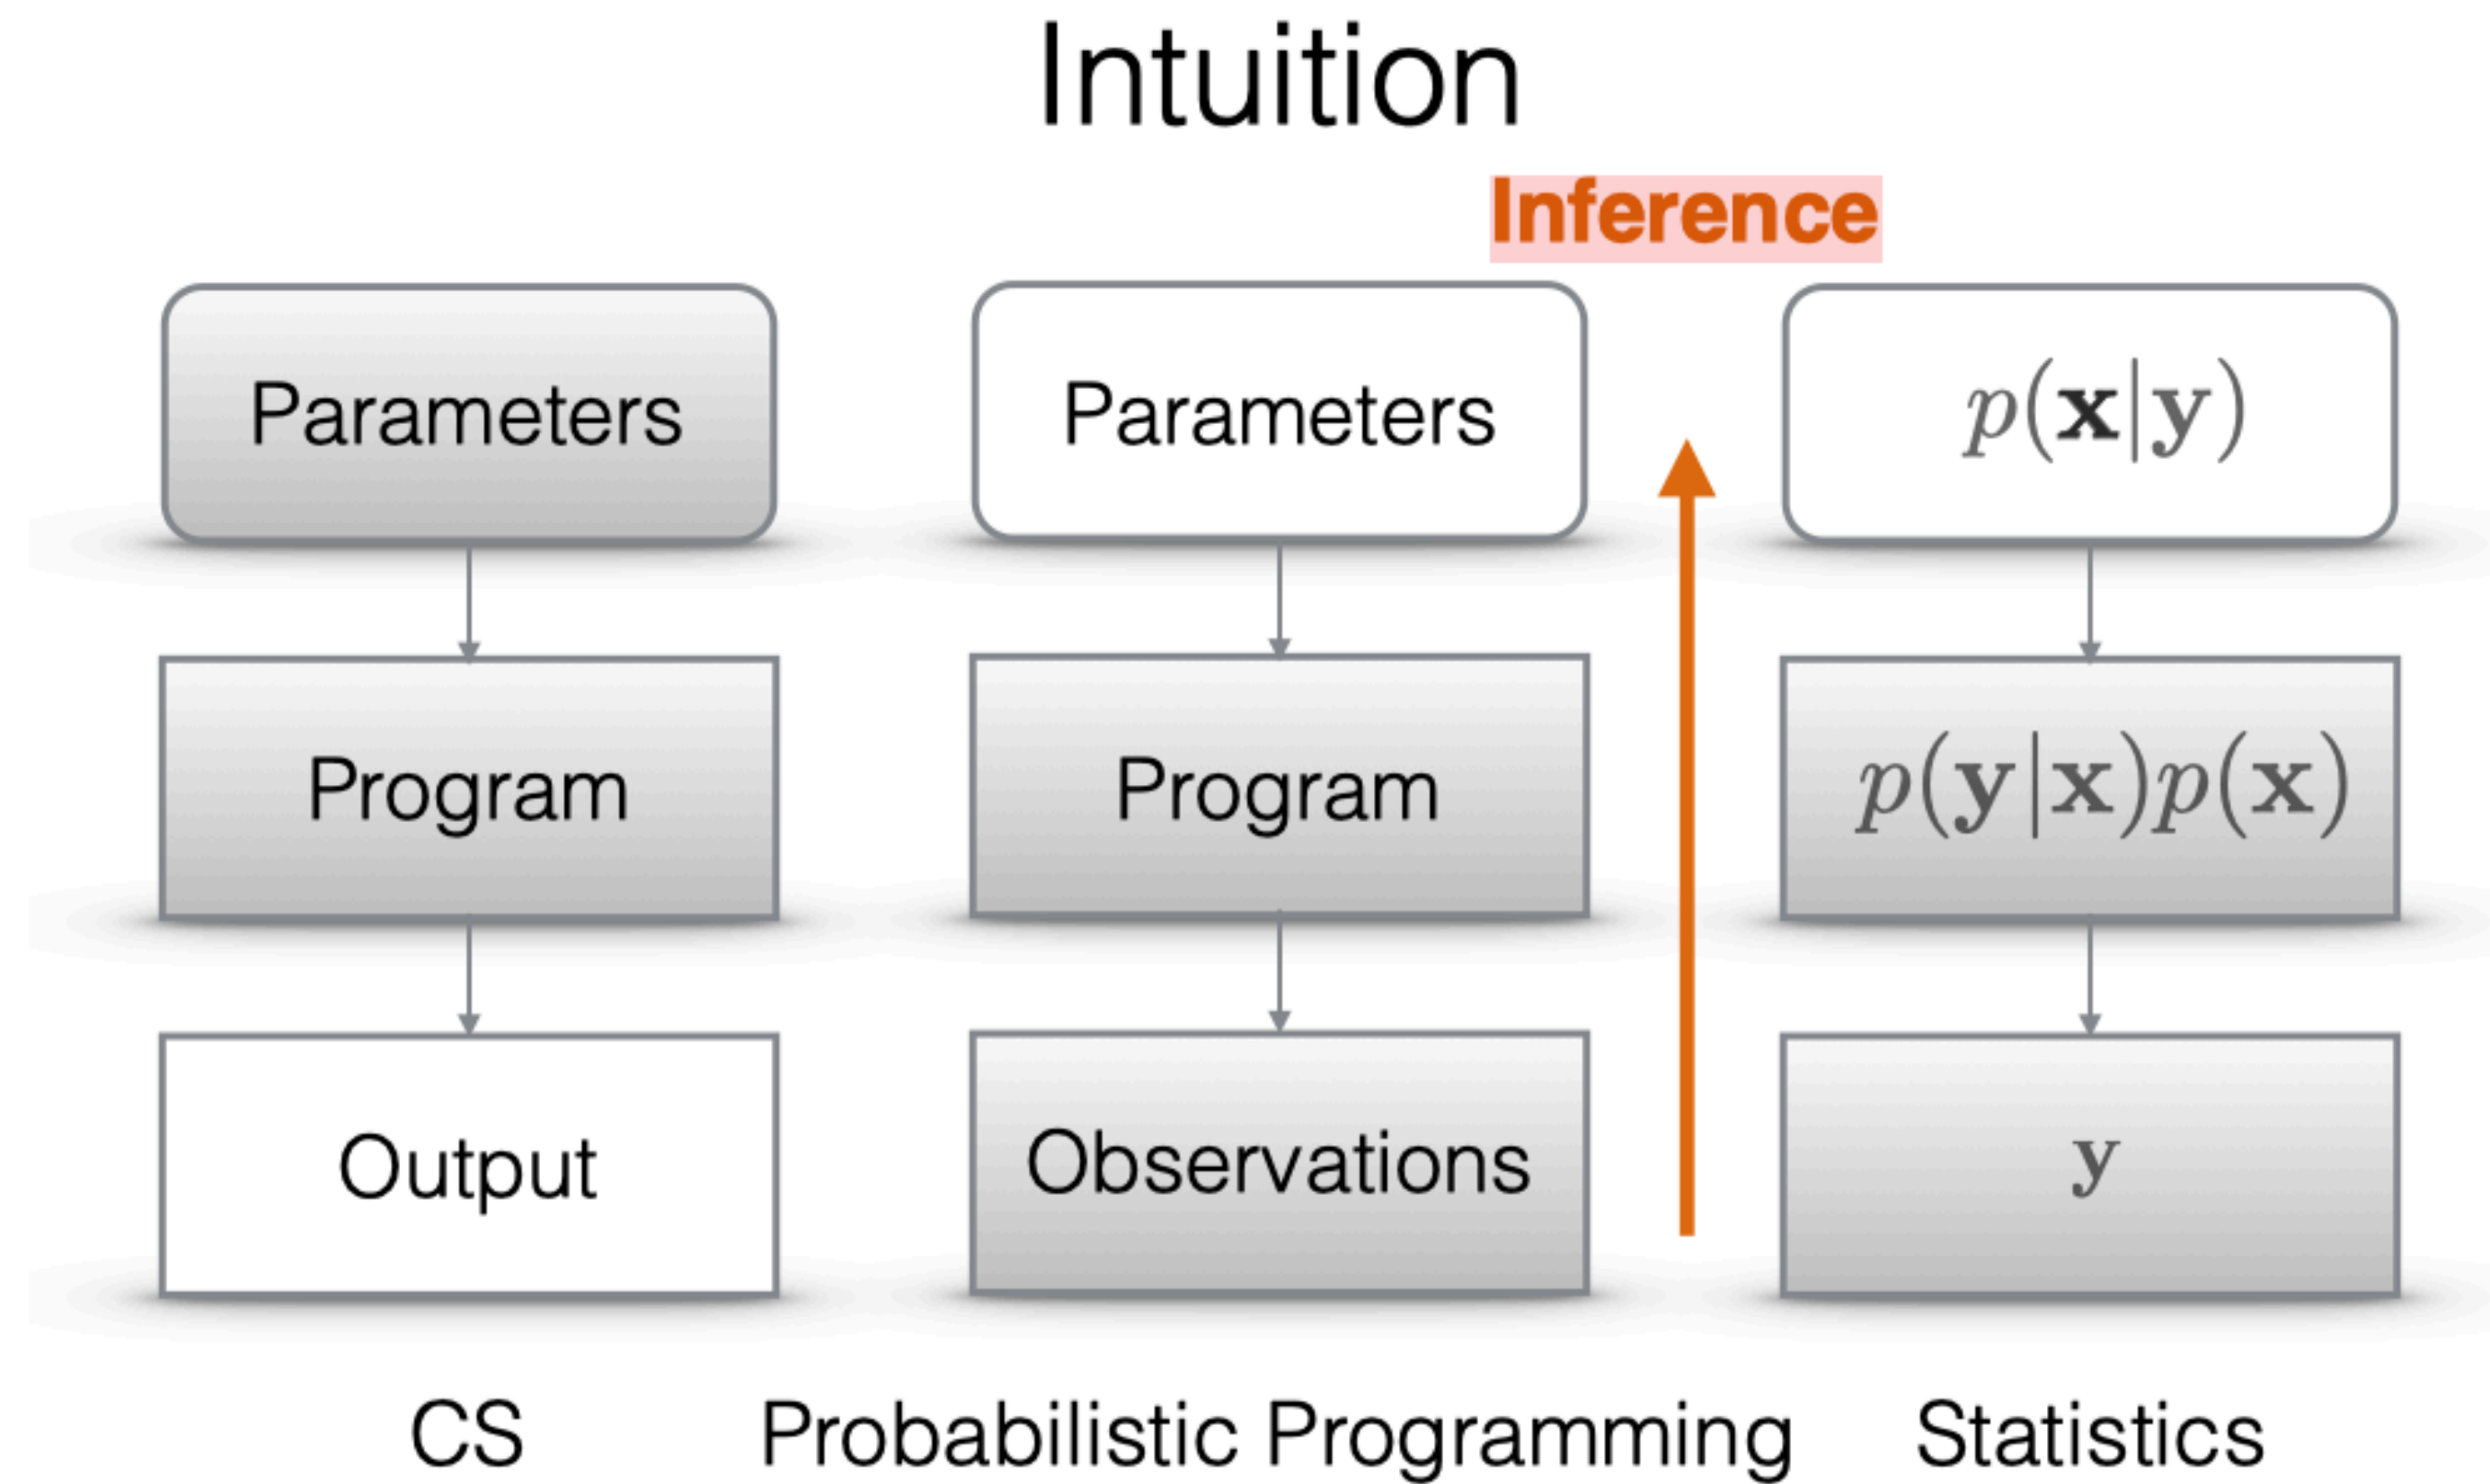 Intuition
Inference
Parameters
Parameters
p(x|y)
Program
Program
p(y|x)p(x)
Output
Observations
y
CS
Probabilistic Programming
Statistics